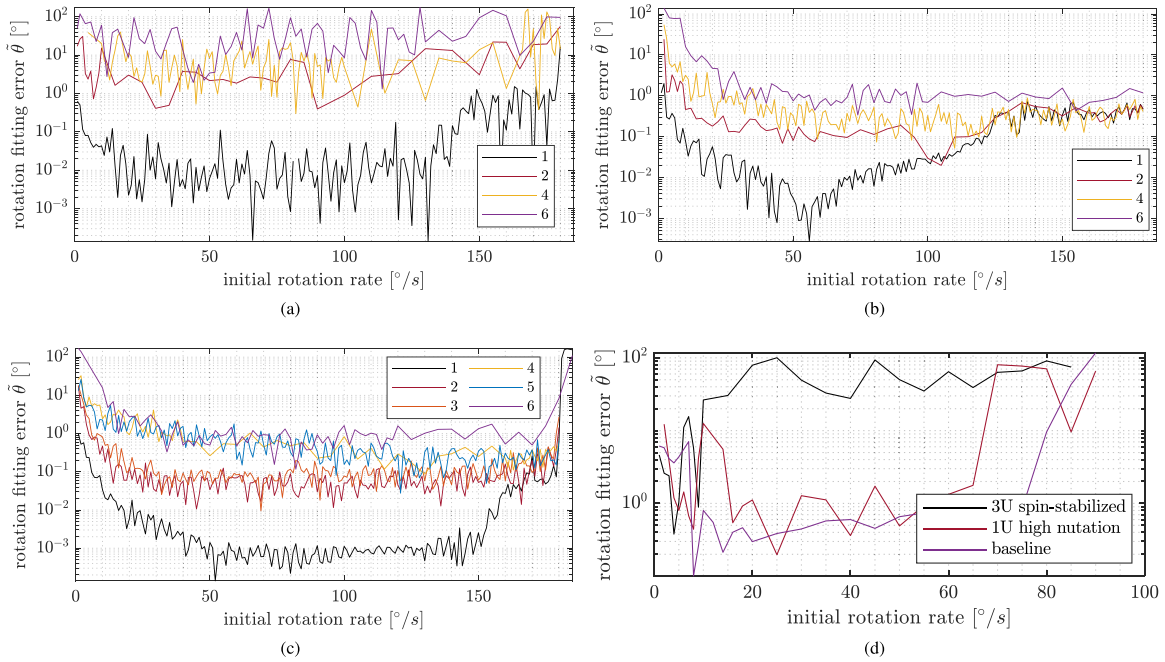 rotation fitting error θ̃ [°]
10²
10¹
10⁰
10⁻¹
10⁻²
10⁻³
0
50
100
150
initial rotation rate [°/s]
1
2
4
6
(a)
rotation fitting error θ̃ [°]
10²
10¹
10⁰
10⁻¹
10⁻²
10⁻³
0
50
100
150
initial rotation rate [°/s]
1
2
4
6
(b)
rotation fitting error θ̃ [°]
10²
10¹
10⁰
10⁻¹
10⁻²
10⁻³
0
50
100
150
initial rotation rate [°/s]
1 4
2 5
3 6
(c)
rotation fitting error θ̃ [°]
10²
10⁰
0 20 40 60 80 100
initial rotation rate [°/s]
3U spin-stabilized
1U high nutation
baseline
(d)